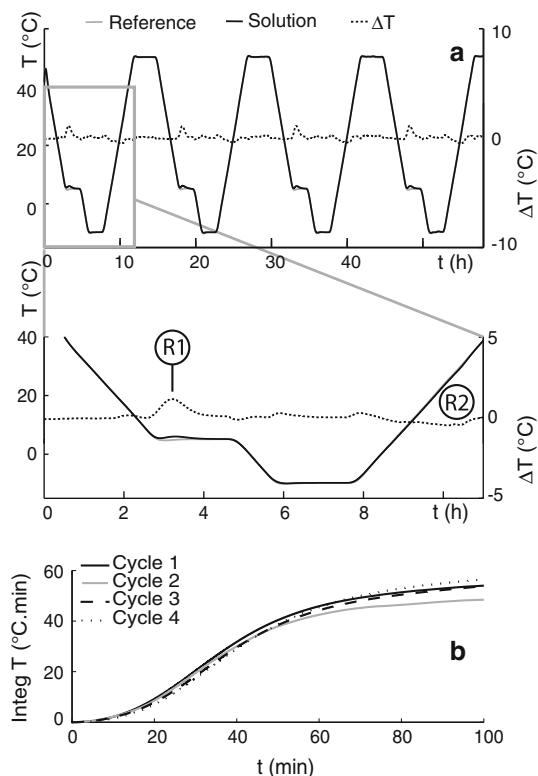 Reference Solution ΔT
T (°C)
a
ΔT (°C)
40
20
0
10
0
-10
0 10 20 30 40 t (h)
T (°C)
R1
R2
ΔT (°C)
40
20
0
5
0
-5
0 2 4 6 8 t (h)
Integ T (°C.min)
60
40
20
0
Cycle 1
Cycle 2
Cycle 3
Cycle 4
b
0 20 40 60 80 100
t (min)